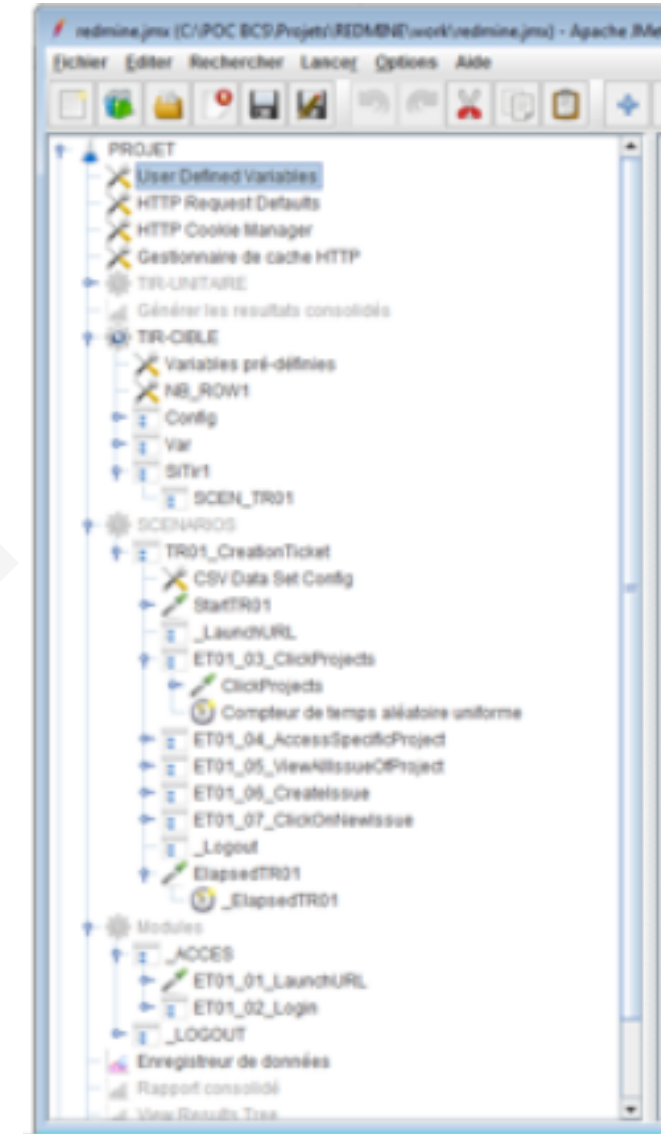 redmine.jmx (C:\POC BCS\Projets\REDMINE\work\redmine.jmx) - Apache JMet
Fichier Editer Rechercher Lancer Options Aide
PROJET
User Defined Variables
HTTP Request Defaults
HTTP Cookie Manager
Gestionnaire de cache HTTP
TIR-UNITAIRE
Générer les resultats consolidés
TIR-CIBLE
Variables pré-définies
NB_ROW1
Config
Var
SiTir1
SCEN_TR01
SCENARIOS
TR01_CreationTicket
CSV Data Set Config
StartTR01
_LaunchURL
ET01_03_ClickProjects
ClickProjects
Compteur de temps aléatoire uniforme
ET01_04_AccessSpecificProject
ET01_05_ViewAllIssueOfProject
ET01_06_CreateIssue
ET01_07_ClickOnNewIssue
_Logout
ElapsedTR01
_ElapsedTR01
Modules
_ACCES
ET01_01_LaunchURL
ET01_02_Login
_LOGOUT
Enregistreur de données
Rapport consolidé
View Results Tree